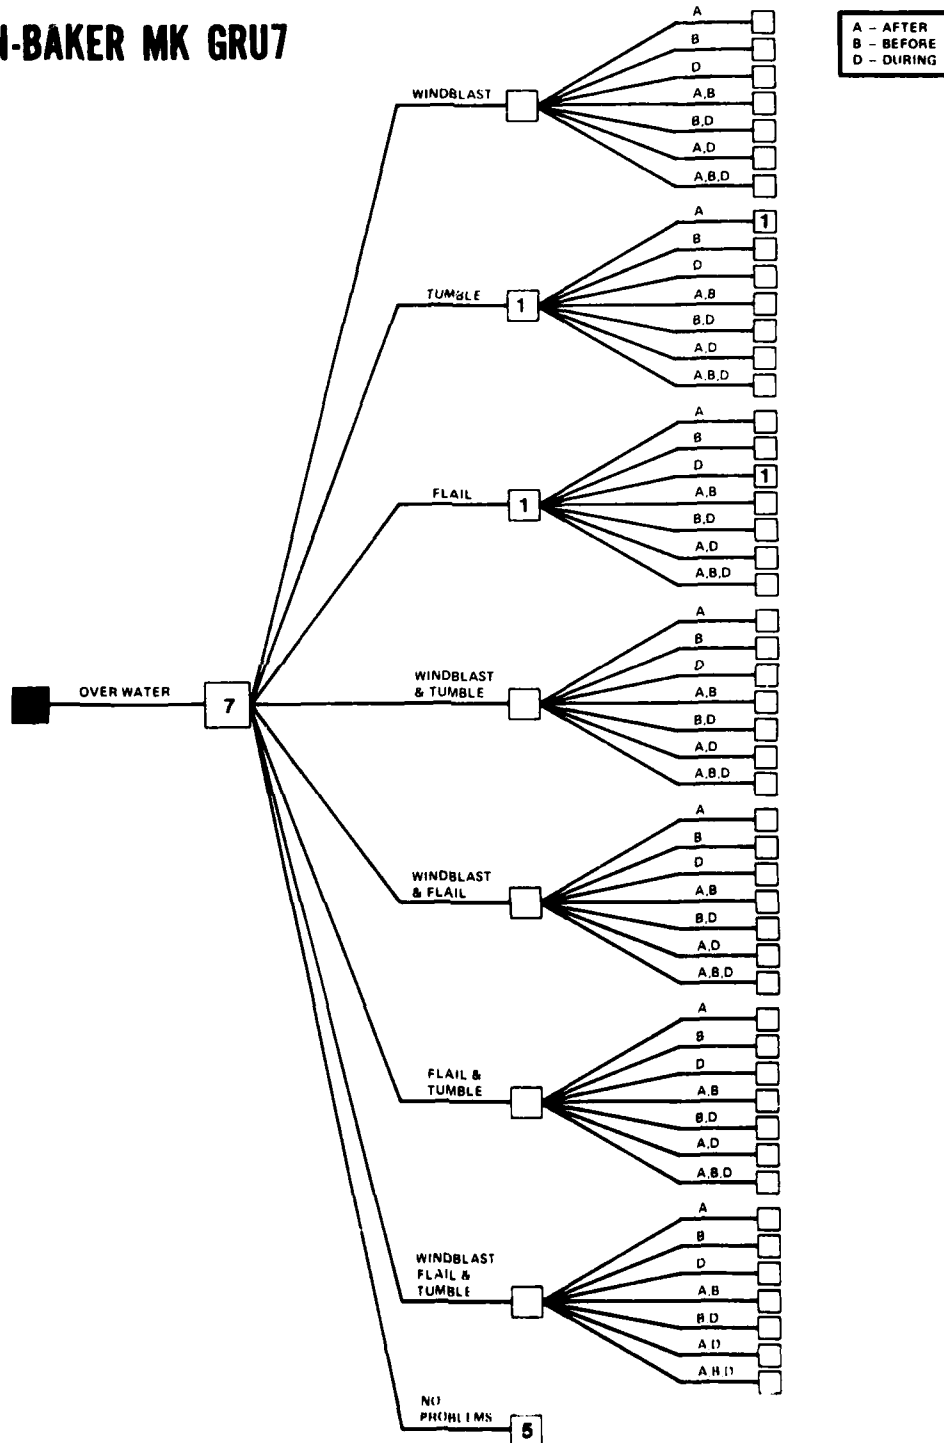 N-BAKER MK GRU7
A - AFTER
B - BEFORE
D - DURING
WINDBLAST
A
B
D
A,B
B,D
A,D
A,B,D
TUMBLE
1
A
1
B
D
A,B
B,D
A,D
A,B,D
FLAIL
1
A
B
D
1
A,B
B,D
A,D
A,B,D
OVER WATER
7
WINDBLAST
& TUMBLE
A
B
D
A,B
B,D
A,D
A,B,D
WINDBLAST
& FLAIL
A
B
D
A,B
B,D
A,D
A,B,D
FLAIL &
TUMBLE
A
B
D
A,B
B,D
A,D
A,B,D
WINDBLAST
FLAIL &
TUMBLE
A
B
D
A,B
B,D
A,D
A,B,D
NO
PROBLEMS
5